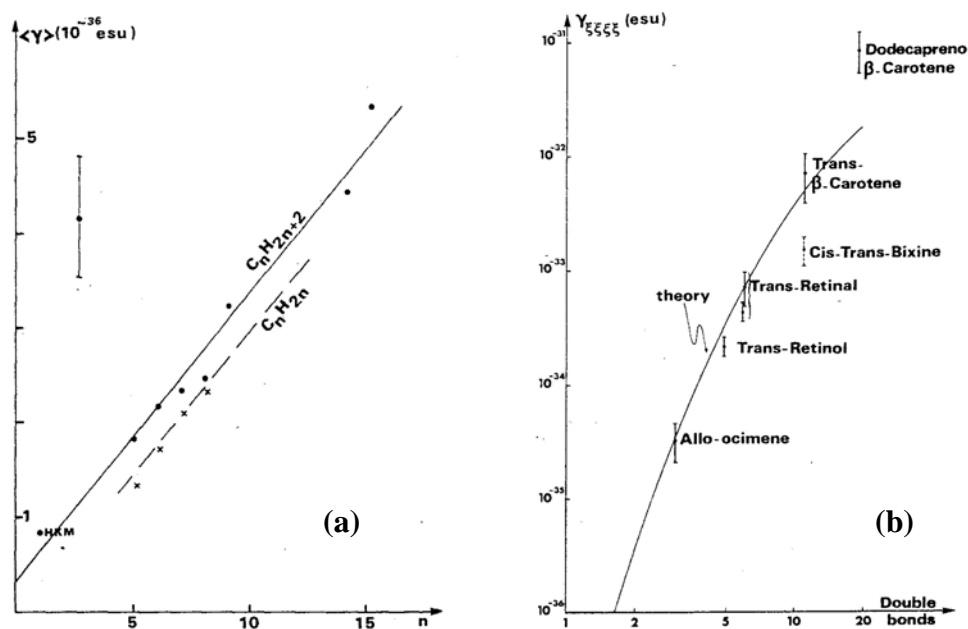 <γ>(10⁻³⁶ esu)
5
1
CnH2n+2
CnH2n
HKM
5
10
15
n
(a)
γξξξξ (esu)
10⁻³¹
10⁻³²
10⁻³³
10⁻³⁴
10⁻³⁵
10⁻³⁶
Dodecapreno
β-Carotene
Trans-
β-Carotene
Cis-Trans-Bixine
Trans-Retinal
theory
Trans-Retinol
Allo-ocimene
(b)
1
2
5
10
20
Double
bonds